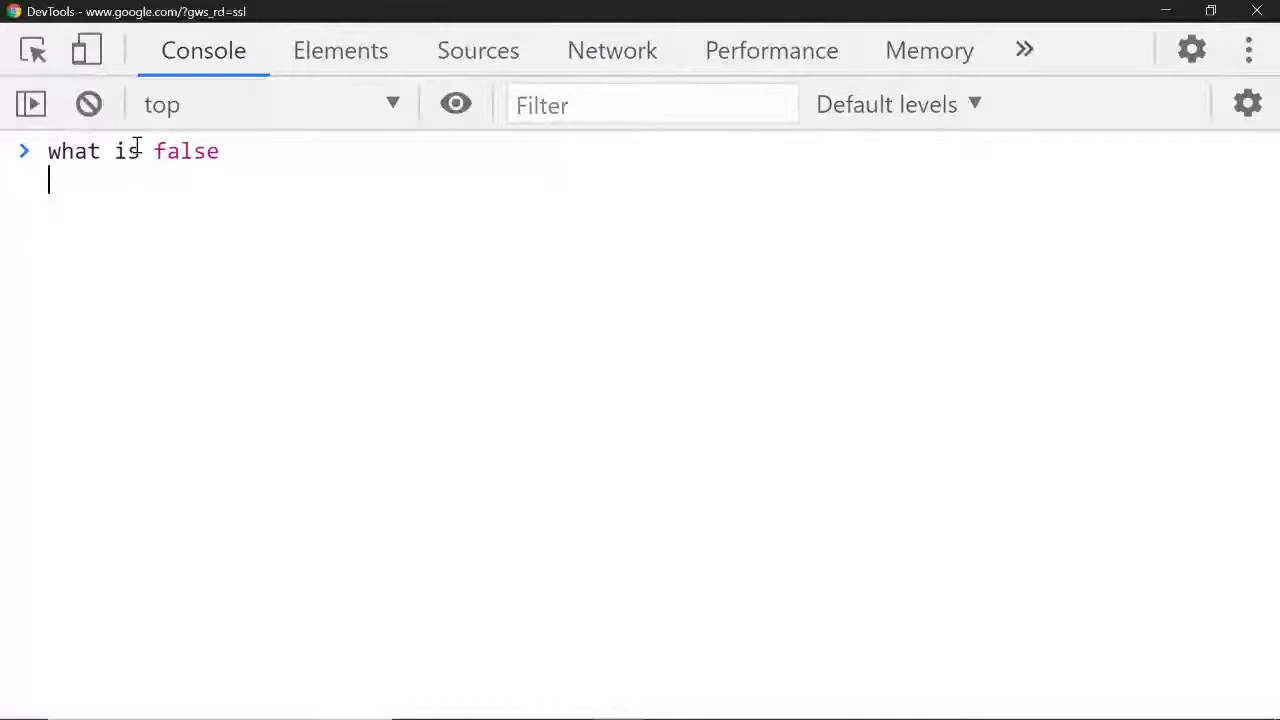 DevTools - www.google.com/?gws_rd=ssl
Console Elements Sources Network Performance Memory
top Filter Default levels
what is false